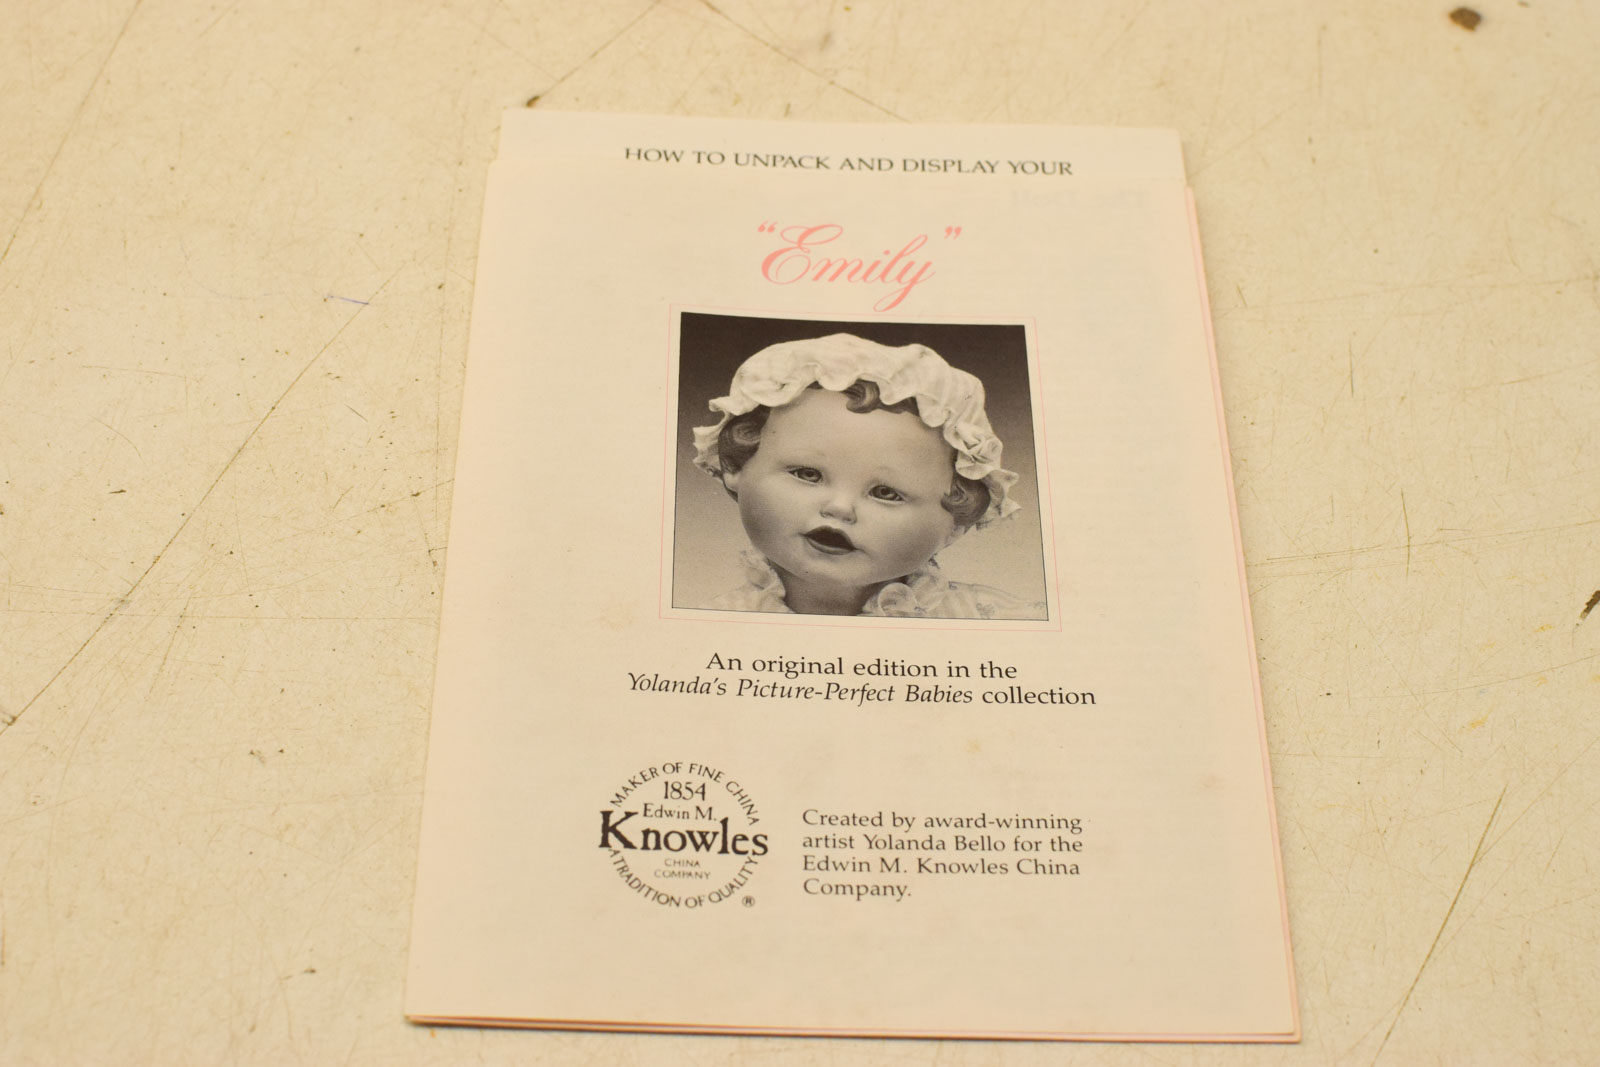 HOW TO UNPACK AND DISPLAY YOUR
“Emily”
An original edition in the
Yolanda's Picture-Perfect Babies collection
MAKER OF FINE CHINA
1854
Edwin M.
Knowles
CHINA
COMPANY
A TRADITION OF QUALITY
®
Created by award-winning
artist Yolanda Bello for the
Edwin M. Knowles China
Company.